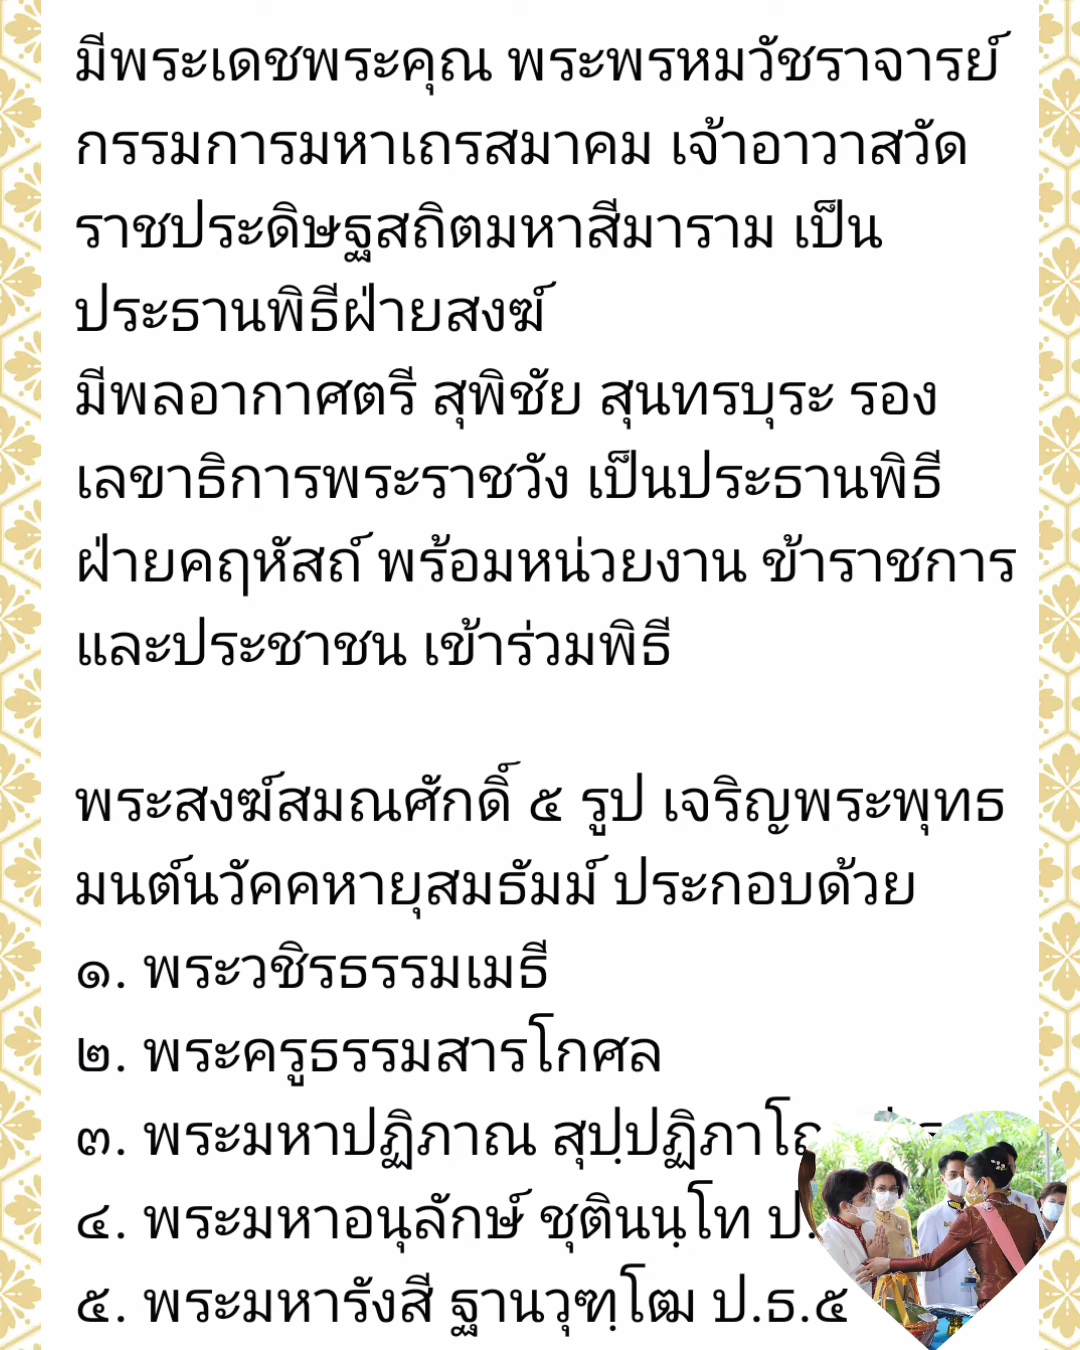 มีพระเดชพระคุณ พระพรหมวัชราจารย์
กรรมการมหาเถรสมาคม เจ้าอาวาสวัด
ราชประดิษฐสถิตมหาสีมาราม เป็น
ประธานพิธีฝ่ายสงฆ์
มีพลอากาศตรี สุพิชัย สุนทรบุระ รอง
เลขาธิการพระราชวัง เป็นประธานพิธี
ฝ่ายคฤหัสถ์ พร้อมหน่วยงาน ข้าราชการ
และประชาชน เข้าร่วมพิธี
พระสงฆ์สมณศักดิ์ ๕ รูป เจริญพระพุทธ
มนต์นวัคคหายุสมธัมม์ ประกอบด้วย
๑. พระวชิรธรรมเมธี
๒. พระครูธรรมสารโกศล
๓. พระมหาปฏิภาณ
๔. พระมหาอนุลักษ์ ชุตินนฺโท
๕. พระมหารังสี ฐานวุฑฺโฒ ป.ธ.๕